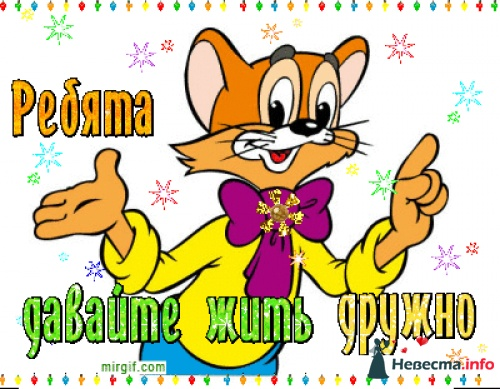 Ребята
давайте жить дружно
mirgif.com
Невеста.info